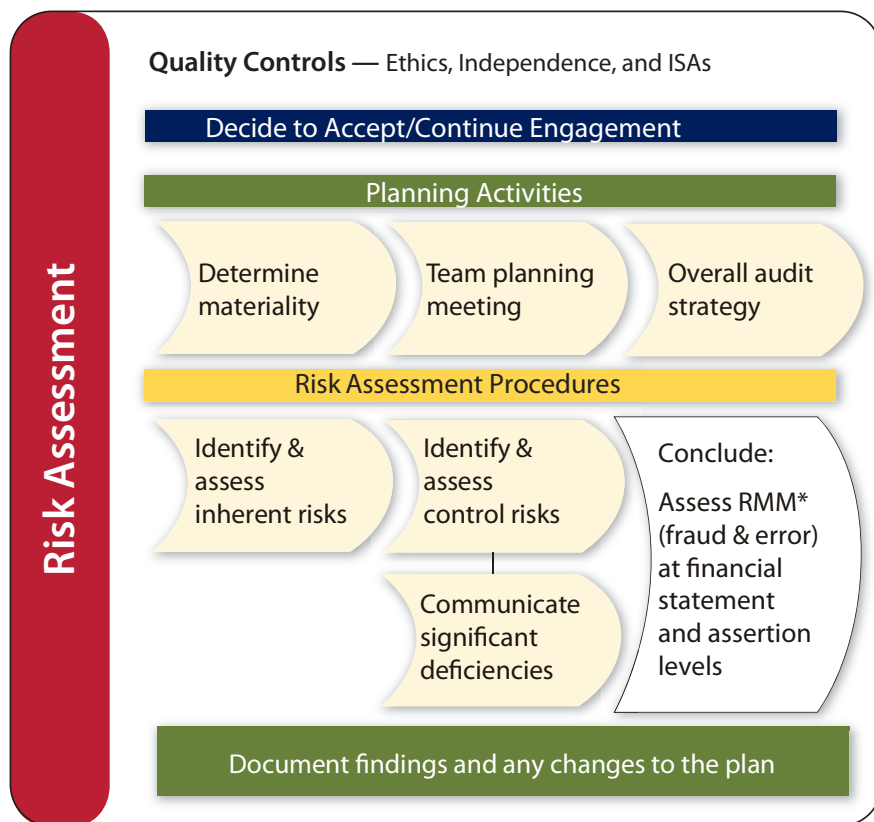 Risk Assessment
Quality Controls — Ethics, Independence, and ISAs
Decide to Accept/Continue Engagement
Planning Activities
Determine
materiality
Team planning
meeting
Overall audit
strategy
Risk Assessment Procedures
Identify &
assess
inherent risks
Identify &
assess
control risks
Communicate
significant
deficiencies
Conclude:
Assess RMM*
(fraud & error)
at financial
statement
and assertion
levels
Document findings and any changes to the plan